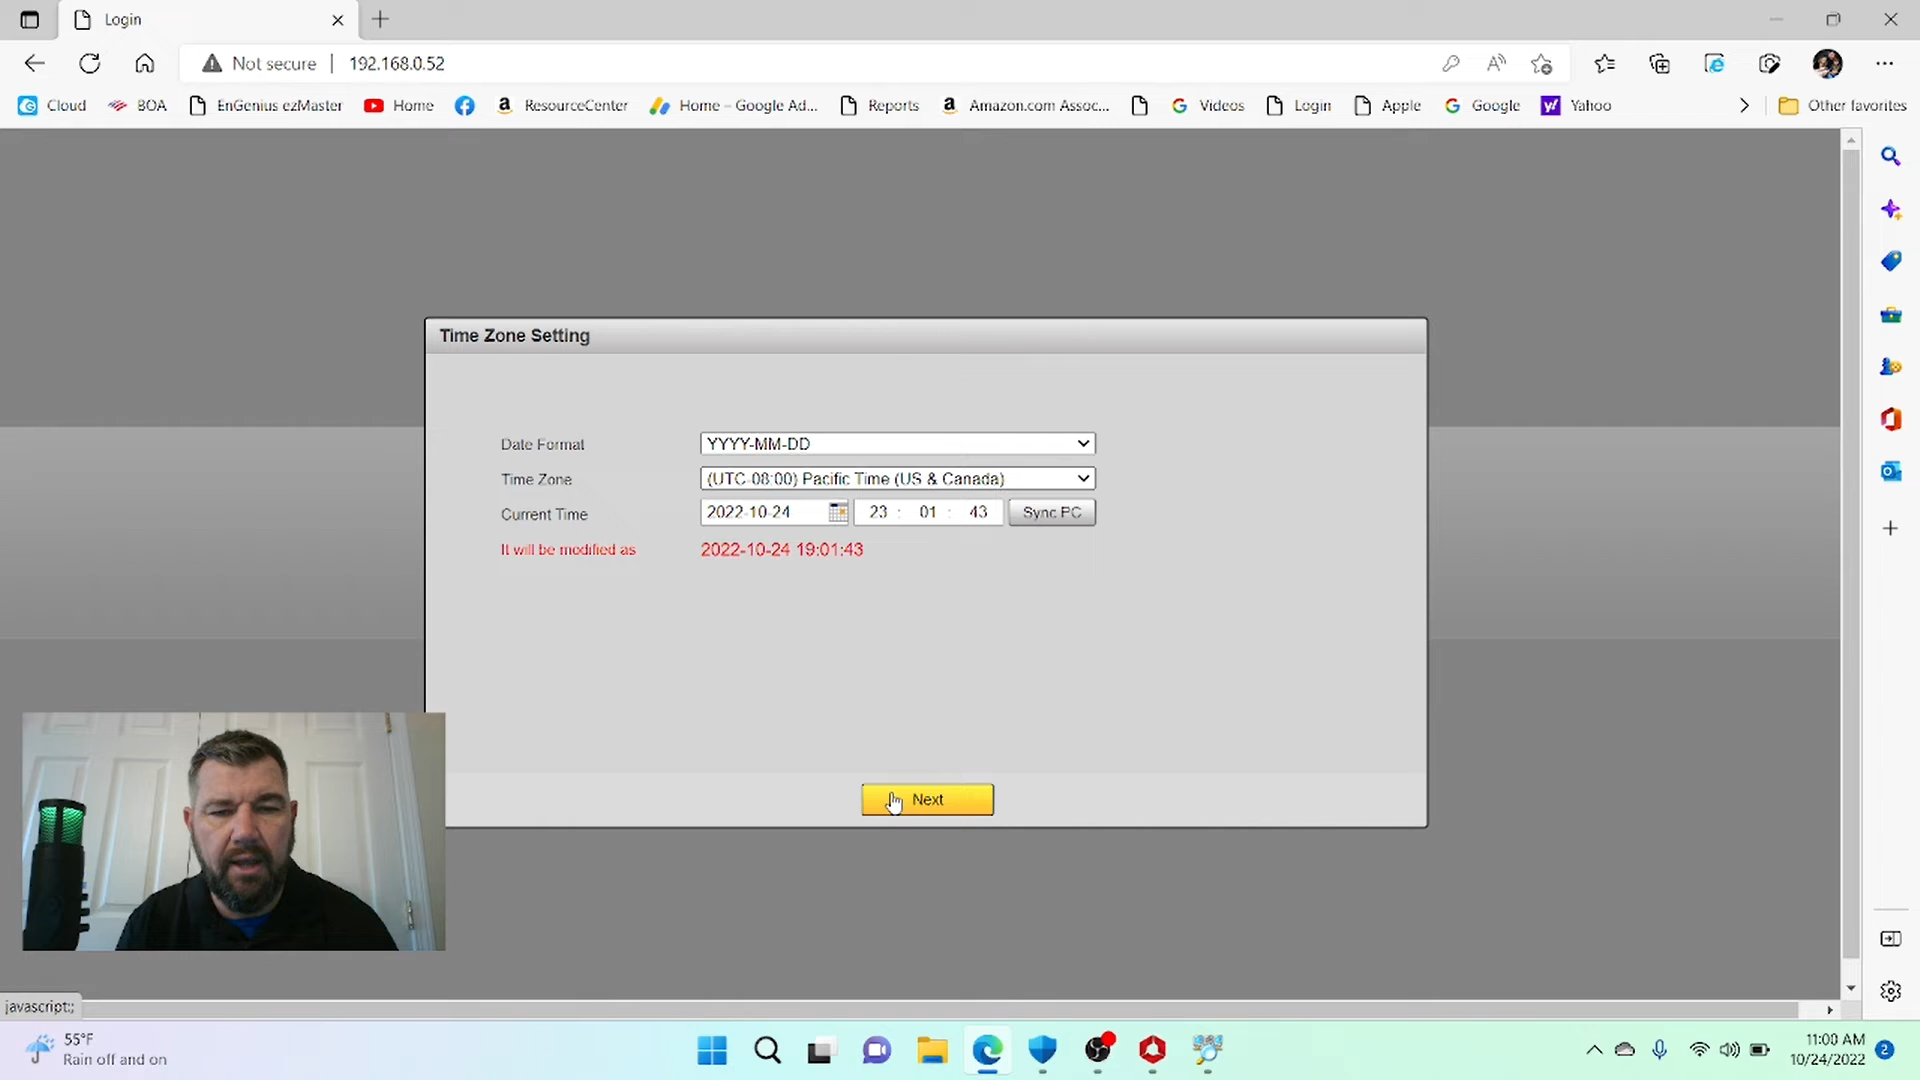 Login
Not secure
192.168.0.52
Cloud
BOA
EnGenius ezMaster
Home
ResourceCenter
Home – Google Ad...
Reports
Amazon.com Assoc...
Videos
Login
Apple
Google
Yahoo
Other favorites
Time Zone Setting
Date Format
YYYY-MM-DD
Time Zone
(UTC-08:00) Pacific Time (US & Canada)
Current Time
2022-10-24
23 : 01 : 43
Sync PC
It will be modified as
2022-10-24 19:01:43
Next
javascript:;
55°F
Rain off and on
11:00 AM
10/24/2022
2